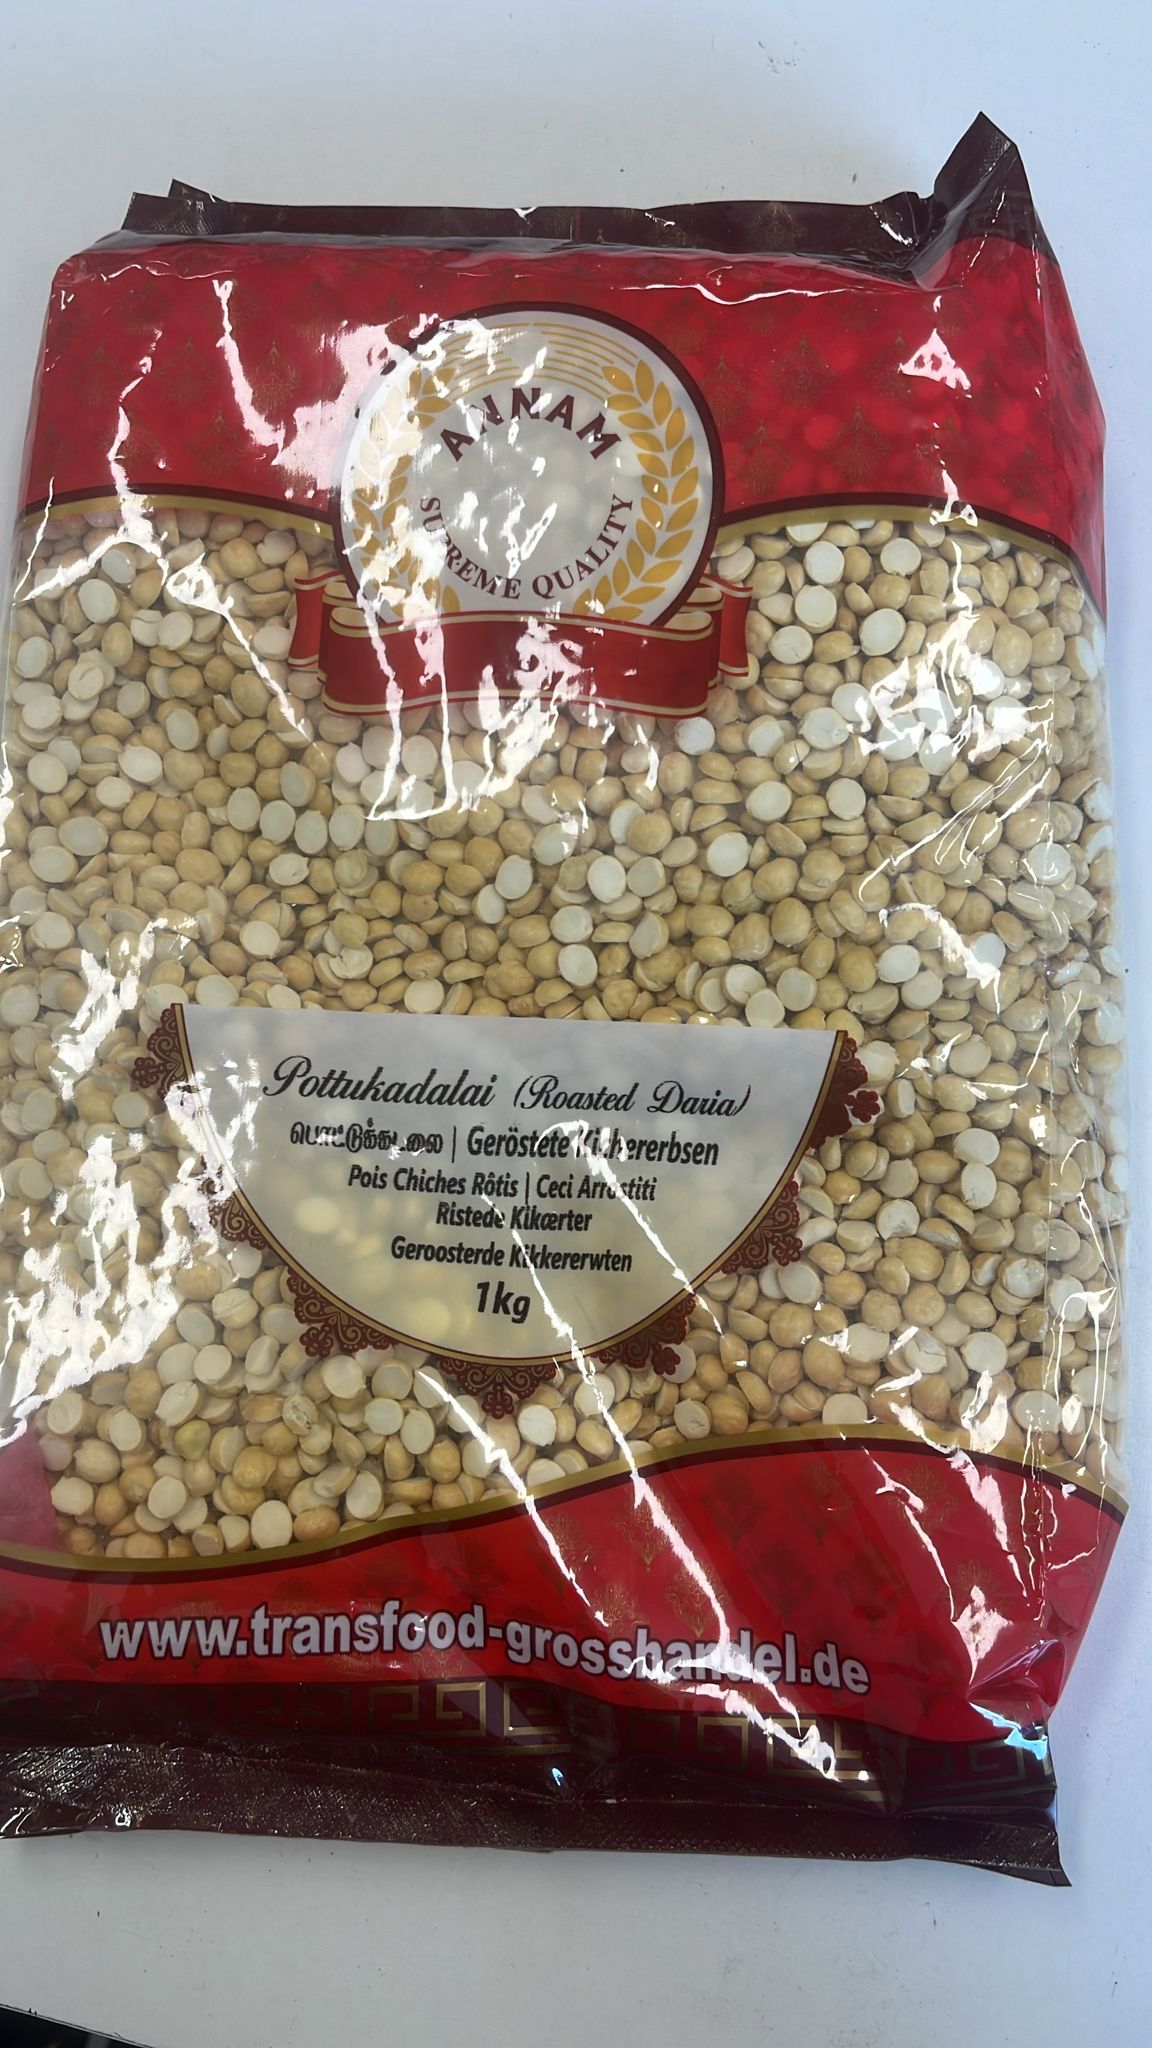 ANNAM
SUPREME QUALITY
Pottukadalai (Roasted Daria)
பொட்டுக்கடலை | Geröstete Kichererbsen
Pois Chiches Rôtis | Ceci Arrostiti
Ristede Kikærter
Geroosterde Kikkererwten
1kg
www.transfood-grosshandel.de